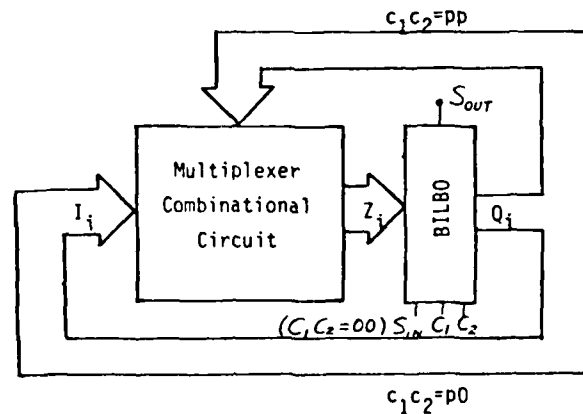 c₁c₂=pp
S_OUT
Multiplexer
Combinational
Circuit
I_i
Z_i
BILBO
Q_i
(C₁C₂=00) S_IN C₁ C₂
c₁c₂=p0